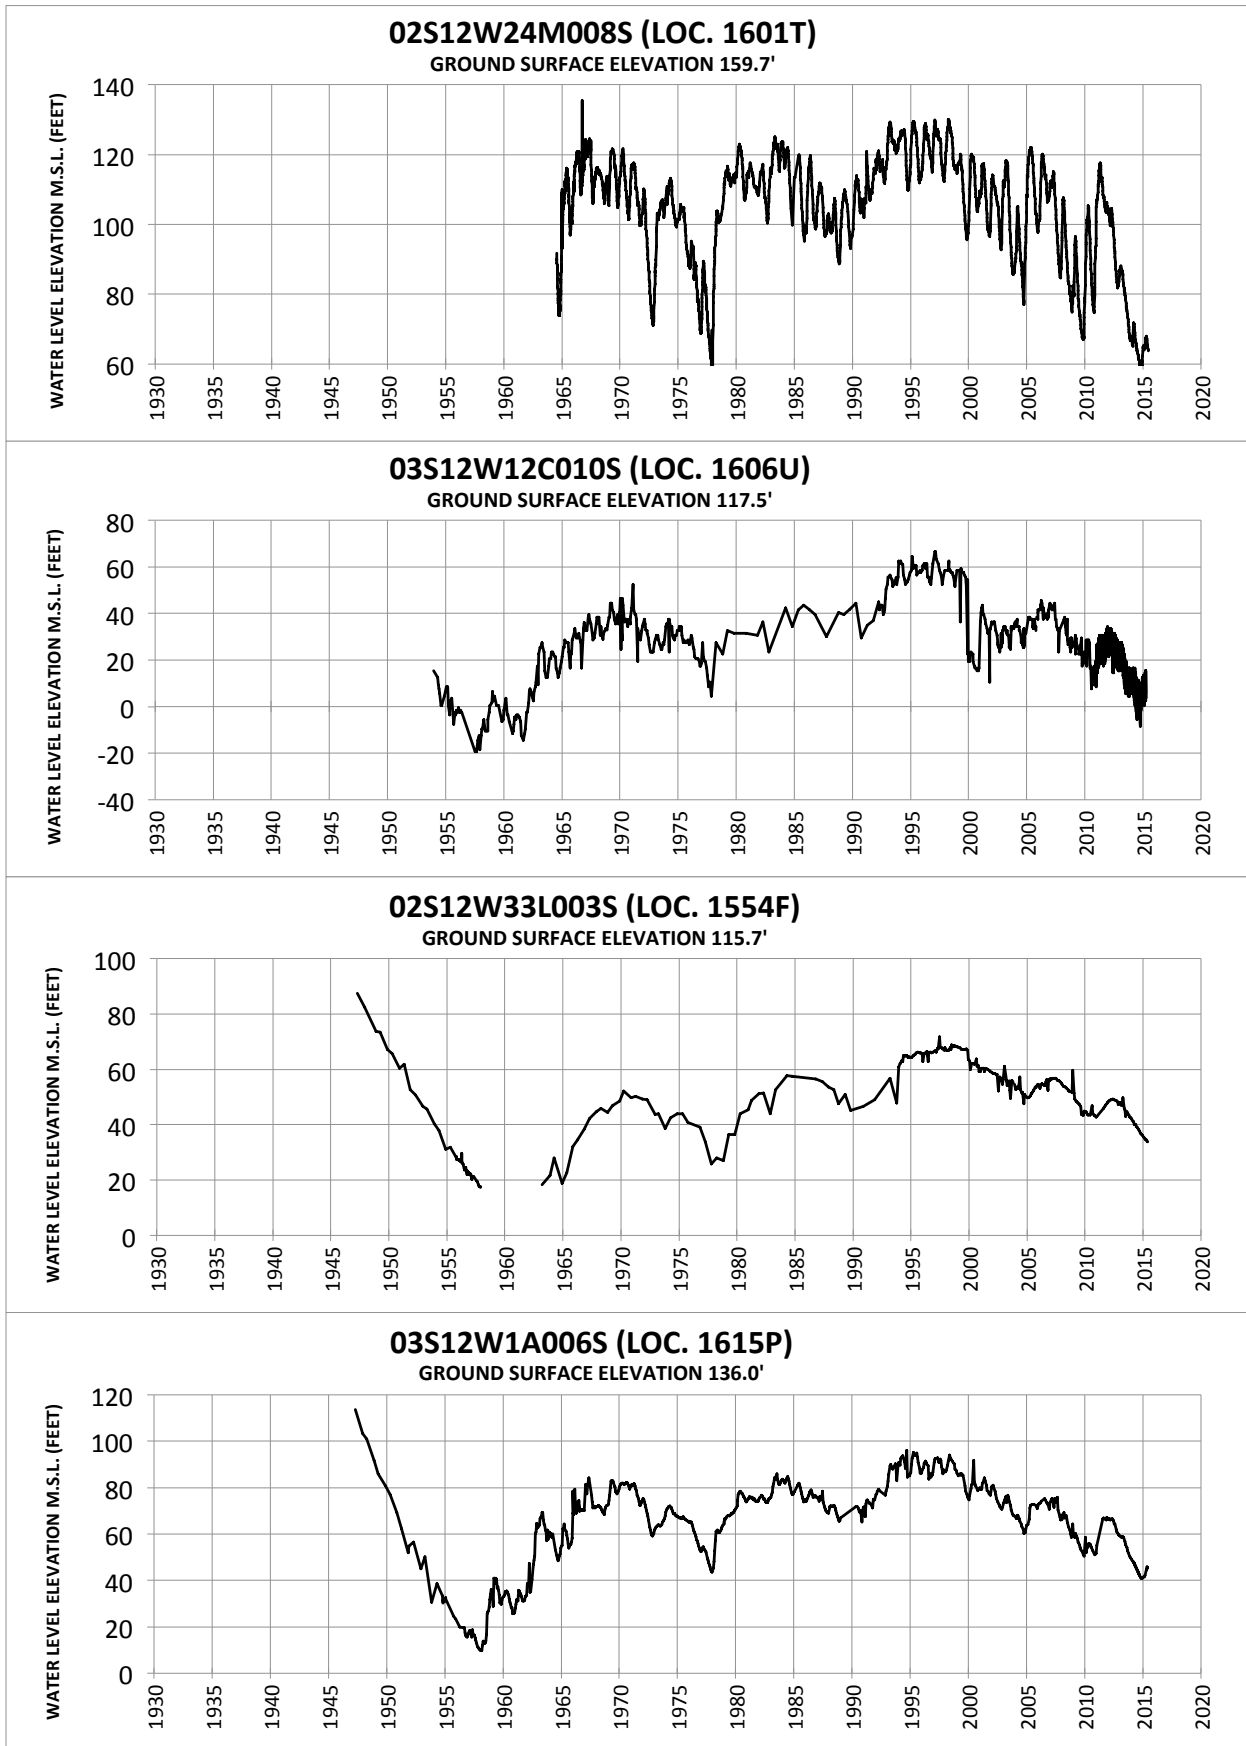 02S12W24M008S (LOC. 1601T)
GROUND SURFACE ELEVATION 159.7'
WATER LEVEL ELEVATION M.S.L. (FEET)
140
120
100
80
60
1930 1935 1940 1945 1950 1955 1960 1965 1970 1975 1980 1985 1990 1995 2000 2005 2010 2015 2020
03S12W12C010S (LOC. 1606U)
GROUND SURFACE ELEVATION 117.5'
WATER LEVEL ELEVATION M.S.L. (FEET)
80
60
40
20
0
-20
-40
1930 1935 1940 1945 1950 1955 1960 1965 1970 1975 1980 1985 1990 1995 2000 2005 2010 2015 2020
02S12W33L003S (LOC. 1554F)
GROUND SURFACE ELEVATION 115.7'
WATER LEVEL ELEVATION M.S.L. (FEET)
100
80
60
40
20
0
1930 1935 1940 1945 1950 1955 1960 1965 1970 1975 1980 1985 1990 1995 2000 2005 2010 2015 2020
03S12W1A006S (LOC. 1615P)
GROUND SURFACE ELEVATION 136.0'
WATER LEVEL ELEVATION M.S.L. (FEET)
120
100
80
60
40
20
0
1930 1935 1940 1945 1950 1955 1960 1965 1970 1975 1980 1985 1990 1995 2000 2005 2010 2015 2020